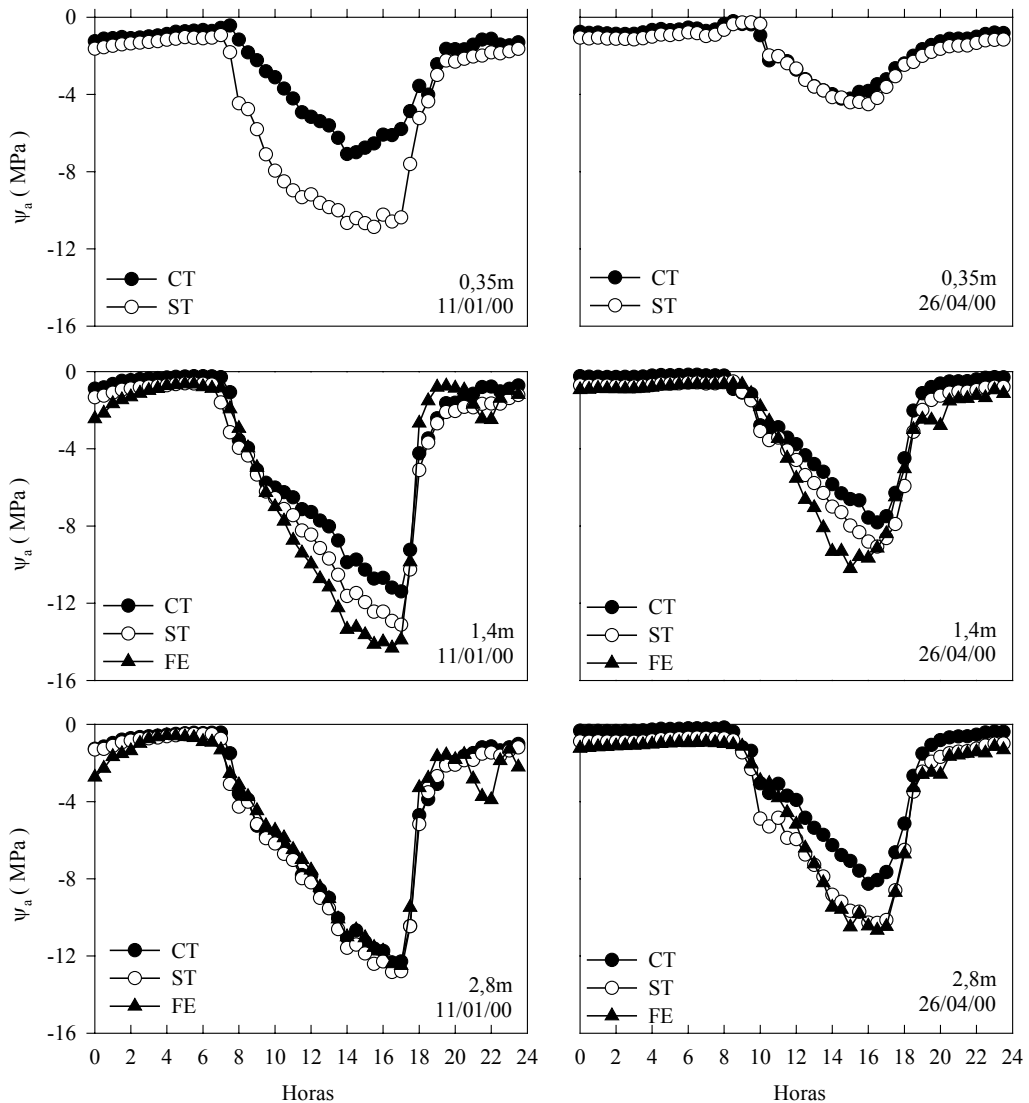 0
-4
-8
-12
-16
ψa ( MPa)
CT
ST
0,35m
11/01/00
CT
ST
0,35m
26/04/00
0
-4
-8
-12
-16
ψa ( MPa)
CT
ST
FE
1,4m
11/01/00
CT
ST
FE
1,4m
26/04/00
0
-4
-8
-12
-16
ψa ( MPa)
CT
ST
FE
2,8m
11/01/00
CT
ST
FE
2,8m
26/04/00
0 2 4 6 8 10 12 14 16 18 20 22 24
Horas
0 2 4 6 8 10 12 14 16 18 20 22 24
Horas